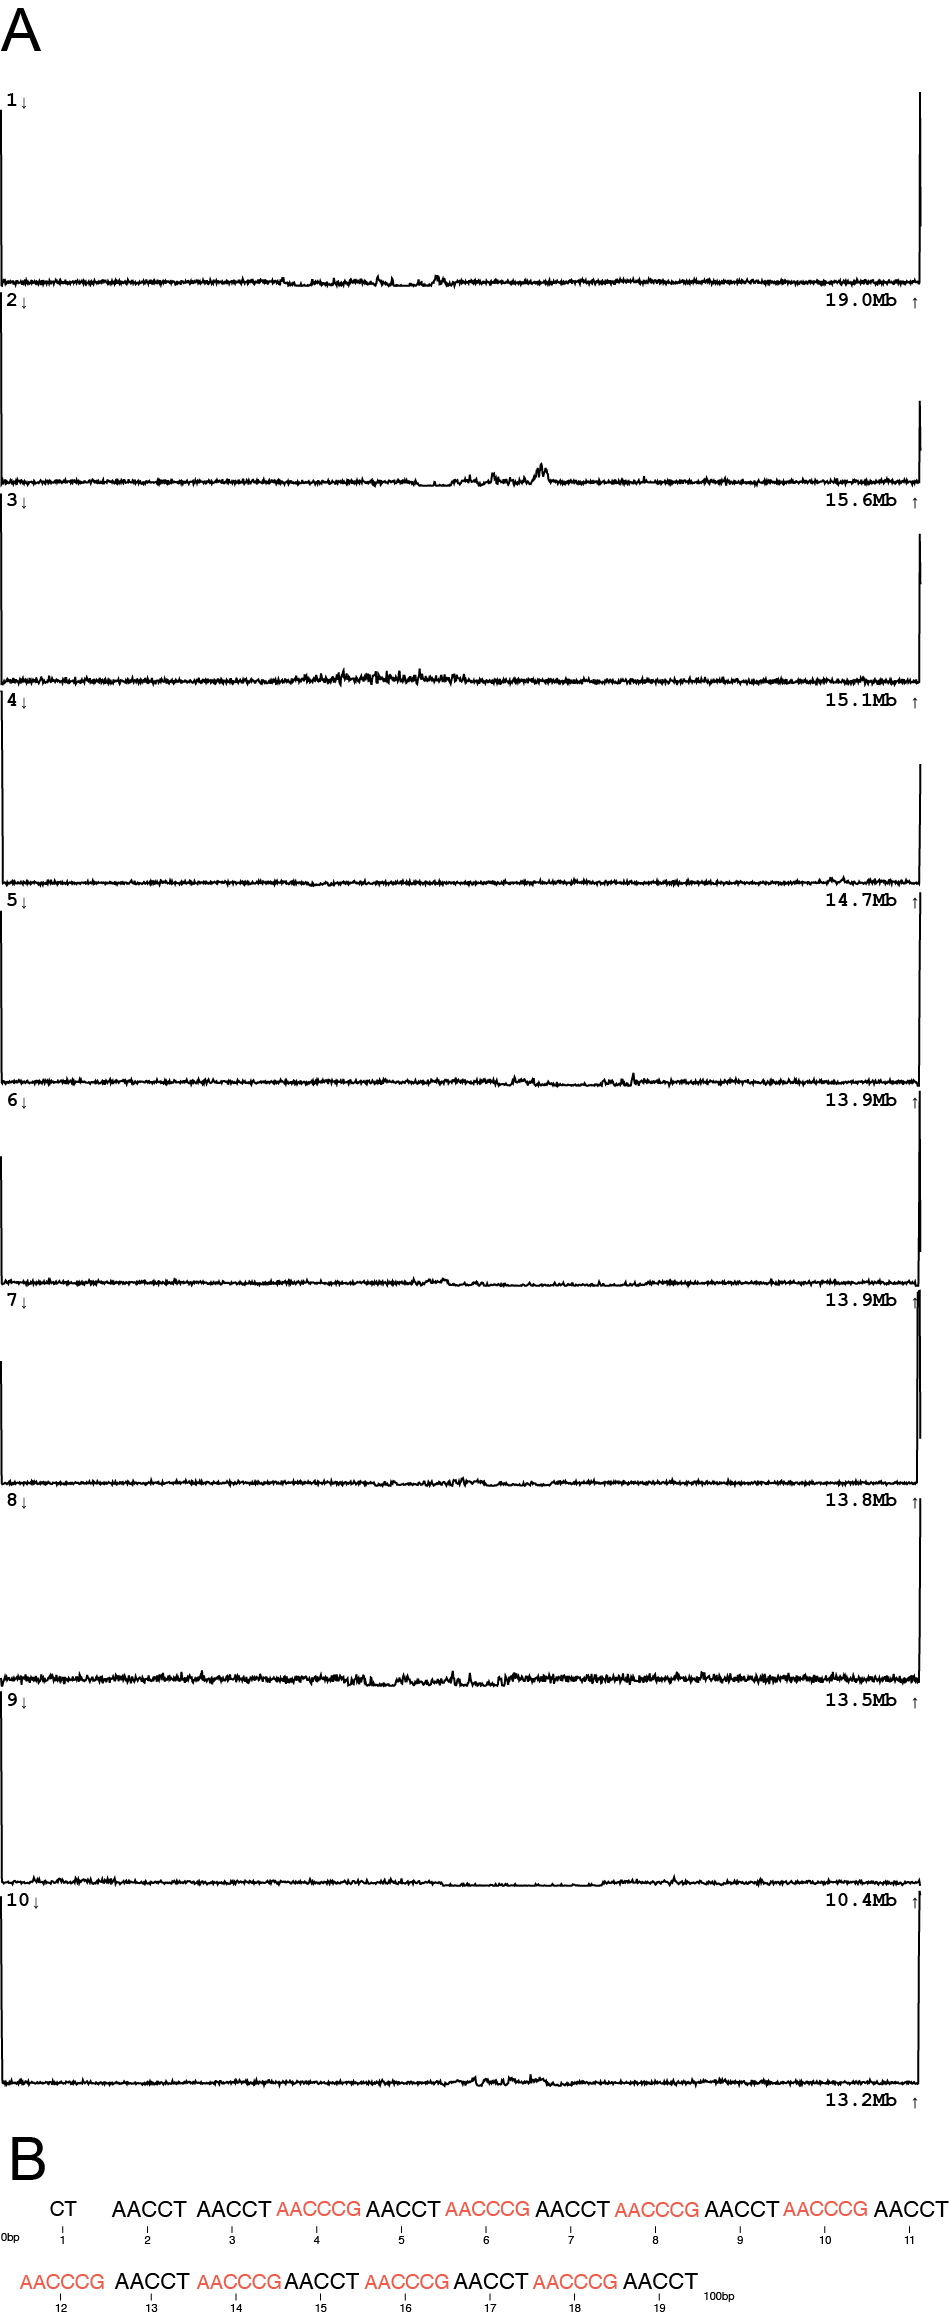 A
1↓
19.0Mb ↑
2↓
15.6Mb ↑
3↓
15.1Mb ↑
4↓
14.7Mb ↑
5↓
13.9Mb ↑
6↓
13.9Mb ↑
7↓
13.8Mb ↑
8↓
13.5Mb ↑
9↓
10.4Mb ↑
10↓
13.2Mb ↑
B
CT AACCT AACCT AACCCG AACCT AACCCG AACCT AACCCG AACCT AACCCG AACCT
0bp 1 2 3 4 5 6 7 8 9 10 11
AACCCG AACCT AACCCG AACCT AACCCG AACCT AACCCG AACCT
12 13 14 15 16 17 18 19 100bp